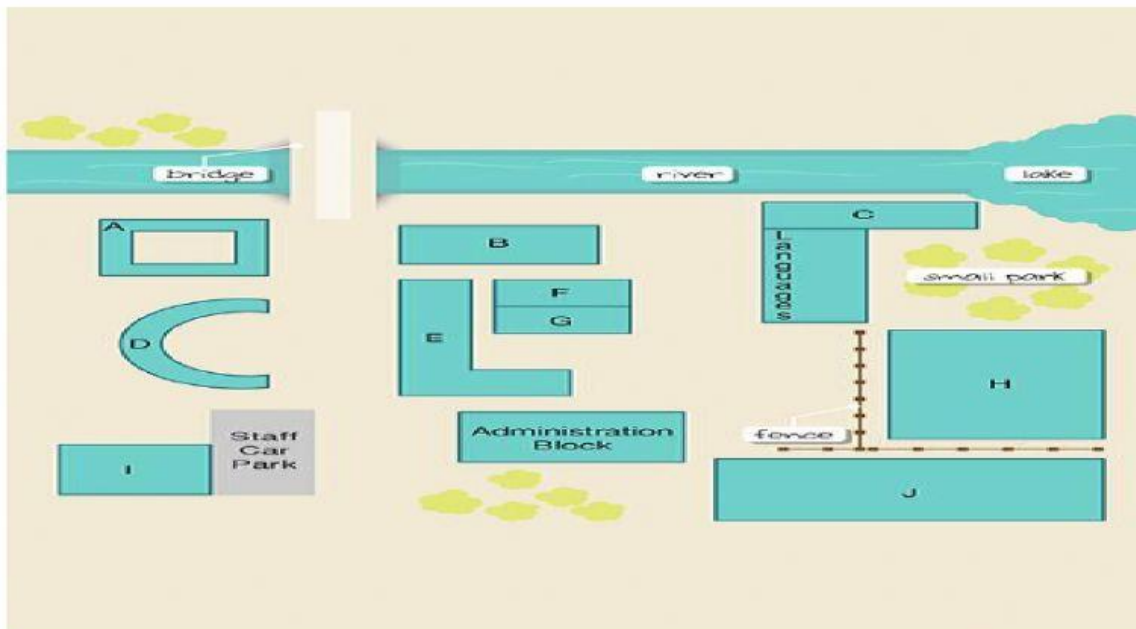 bridge
river
lake
A
B
C
Languages
small park
F
G
D
E
H
Staff
Car
Park
Administration
Block
fence
I
J